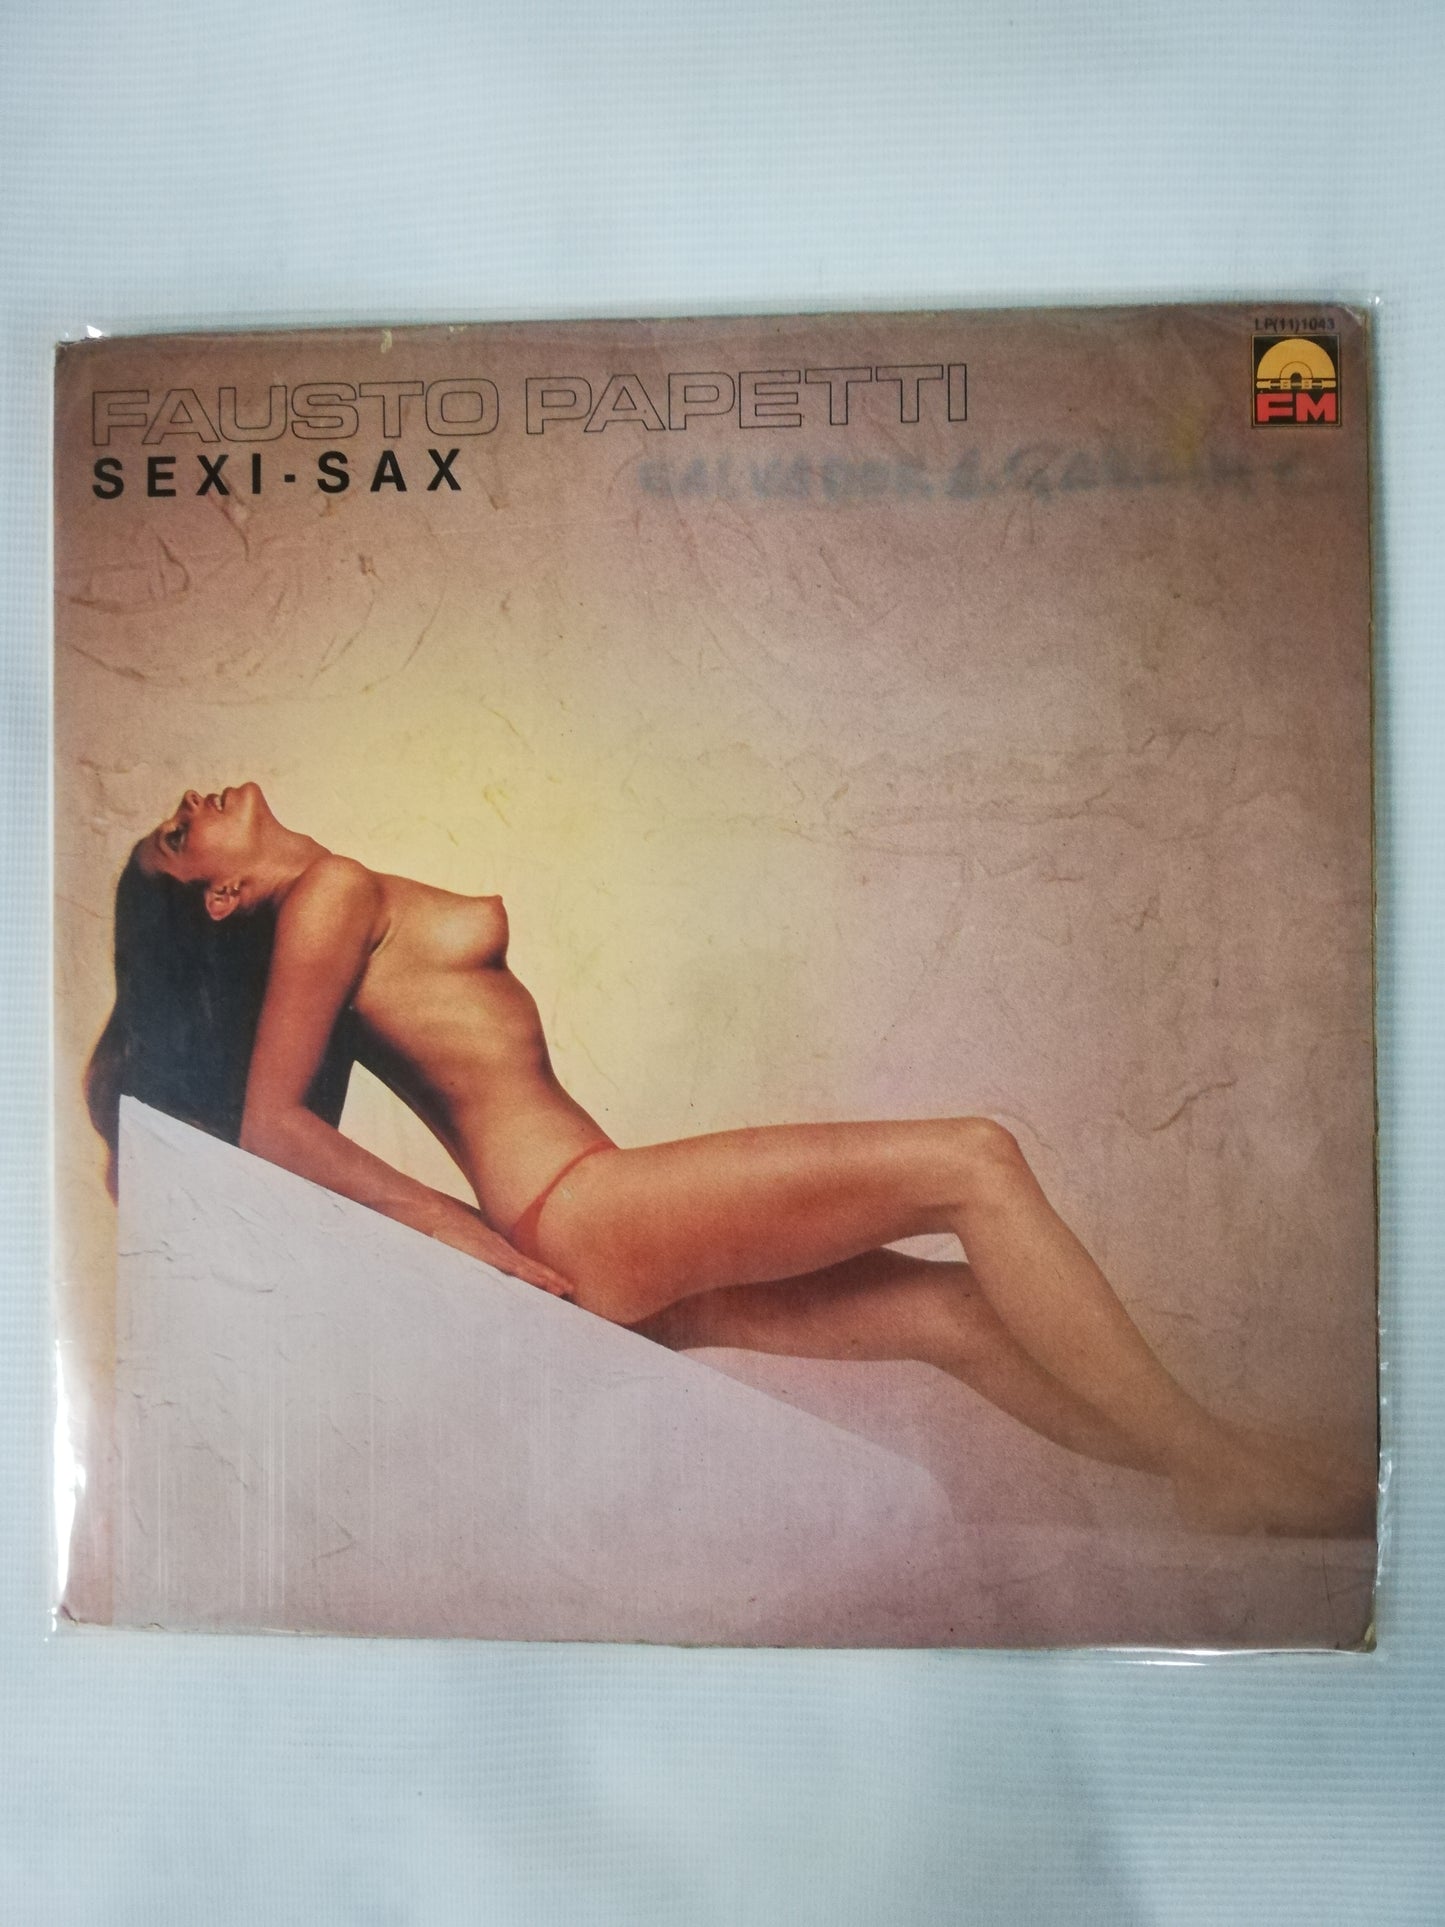 LP(11)1043
FM
FAUSTO PAPETTI
SEXI-SAX